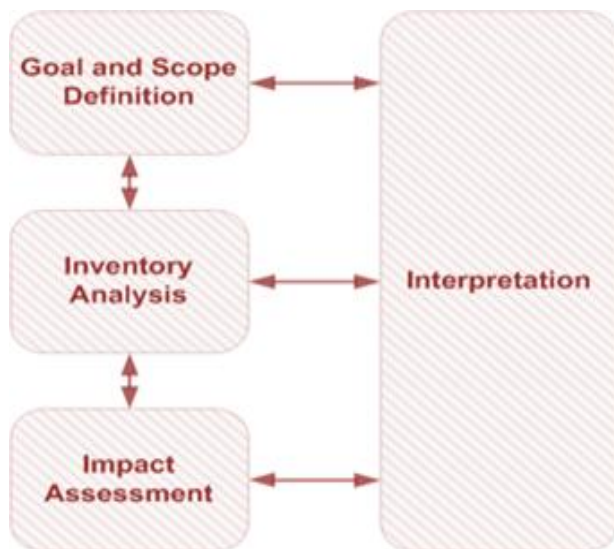 Goal and Scope
Definition
Inventory
Analysis
Interpretation
Impact
Assessment